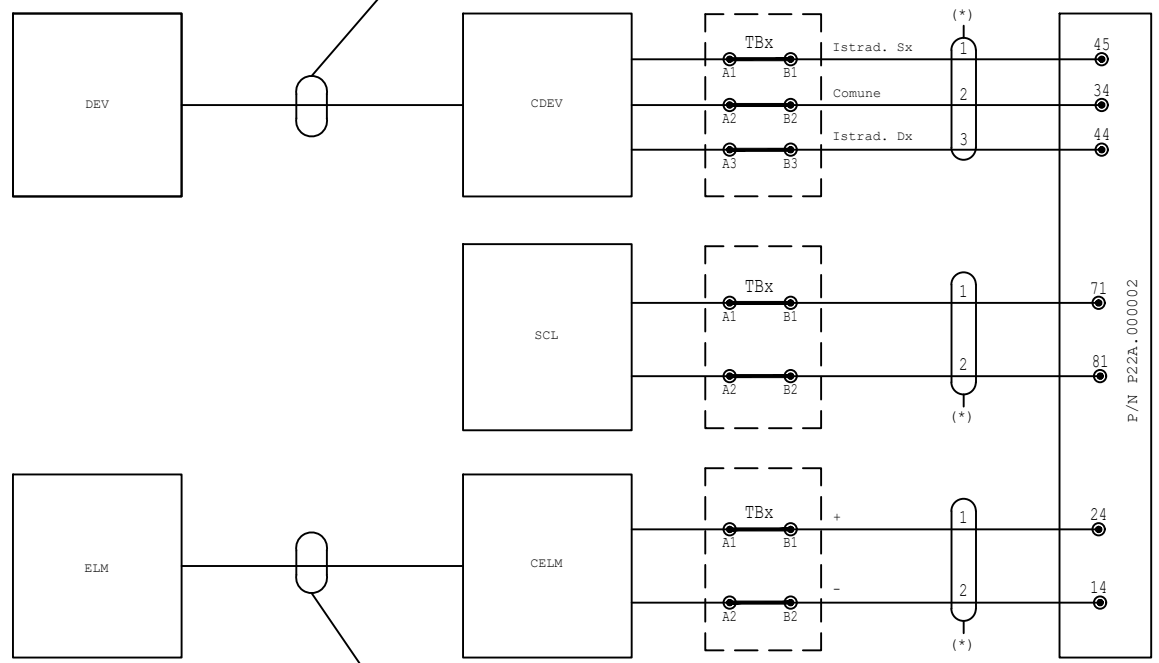 (*)
TBx
Istrad. Sx
1
45
A1
B1
DEV
CDEV
Comune
2
34
A2
B2
Istrad. Dx
3
44
A3
B3
TBx
1
71
A1
B1
SCL
2
81
A2
B2
(*)
P/N P22A.000002
TBx
+
1
24
A1
B1
ELM
CELM
-
2
14
A2
B2
(*)